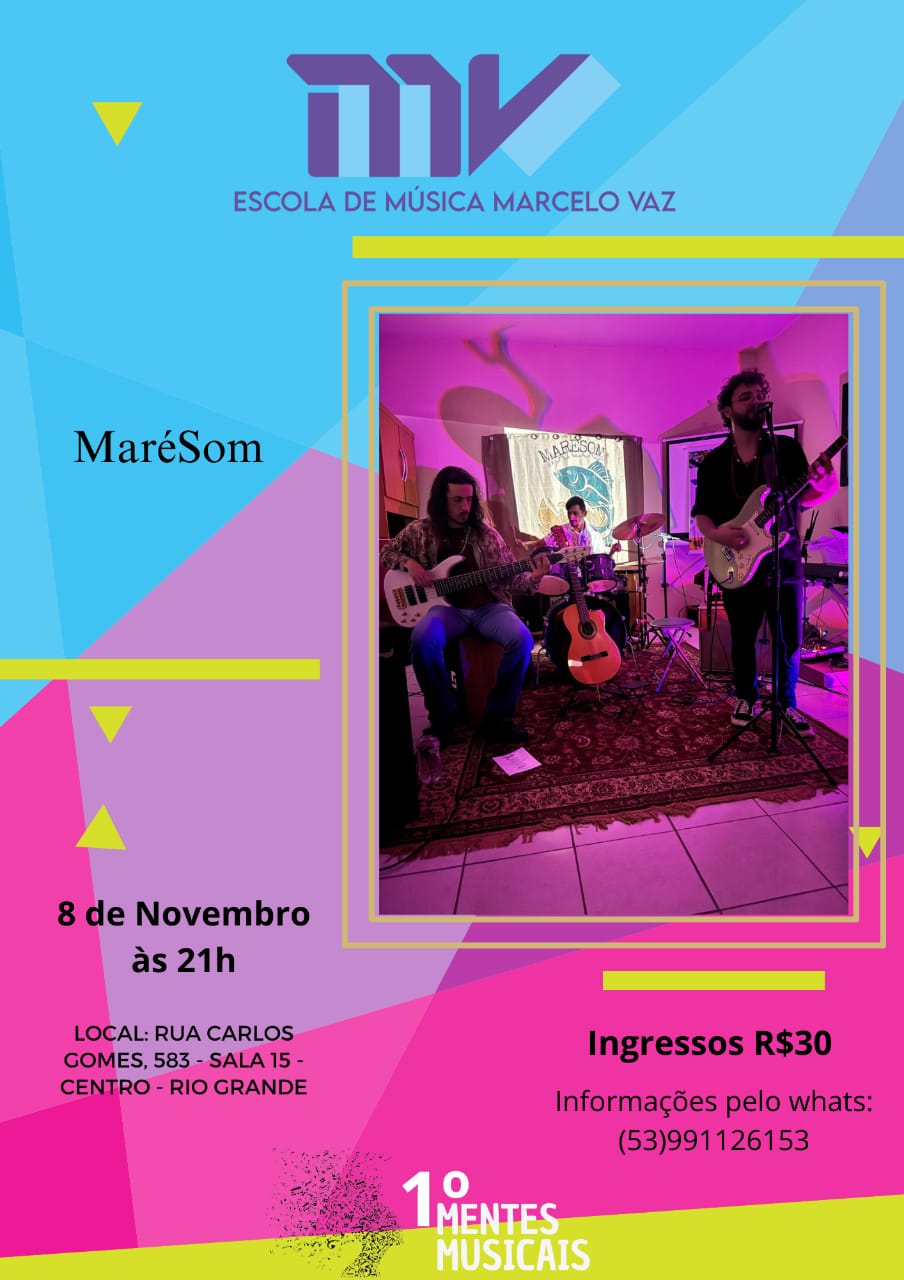 MV
ESCOLA DE MÚSICA MARCELO VAZ
MARÉSOM
MaréSom
8 de Novembro
às 21h
LOCAL: RUA CARLOS
GOMES, 583 - SALA 15 -
CENTRO - RIO GRANDE
Ingressos R$30
Informações pelo whats:
(53)991126153
1º
MENTES
MUSICAIS